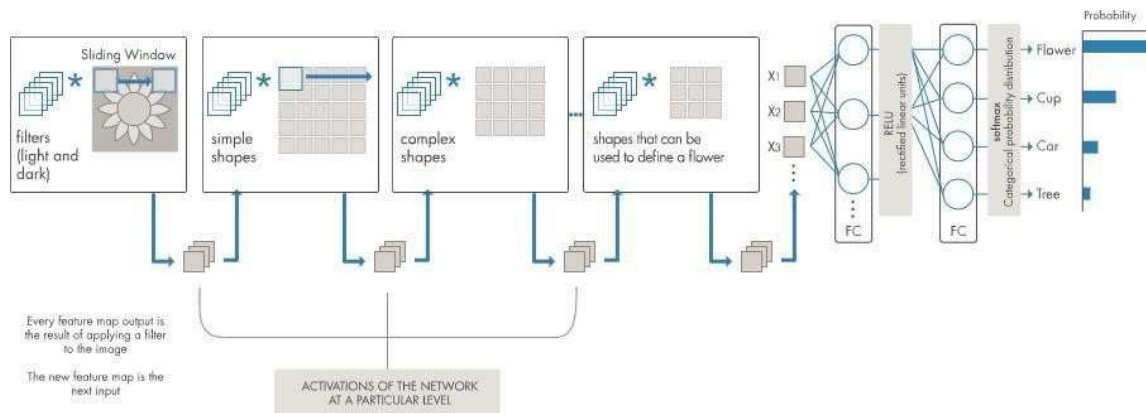 Probability
Sliding Window
*
filters
(light and
dark)
*
simple
shapes
*
complex
shapes
*
shapes that can be
used to define a flower
X1
X2
X3
FC
RELU
(rectified linear units)
FC
softmax
Categorical probability distribution
Flower
Cup
Car
Tree
Every feature map output is
the result of applying a filter
to the image
The new feature map is the
next input
ACTIVATIONS OF THE NETWORK
AT A PARTICULAR LEVEL